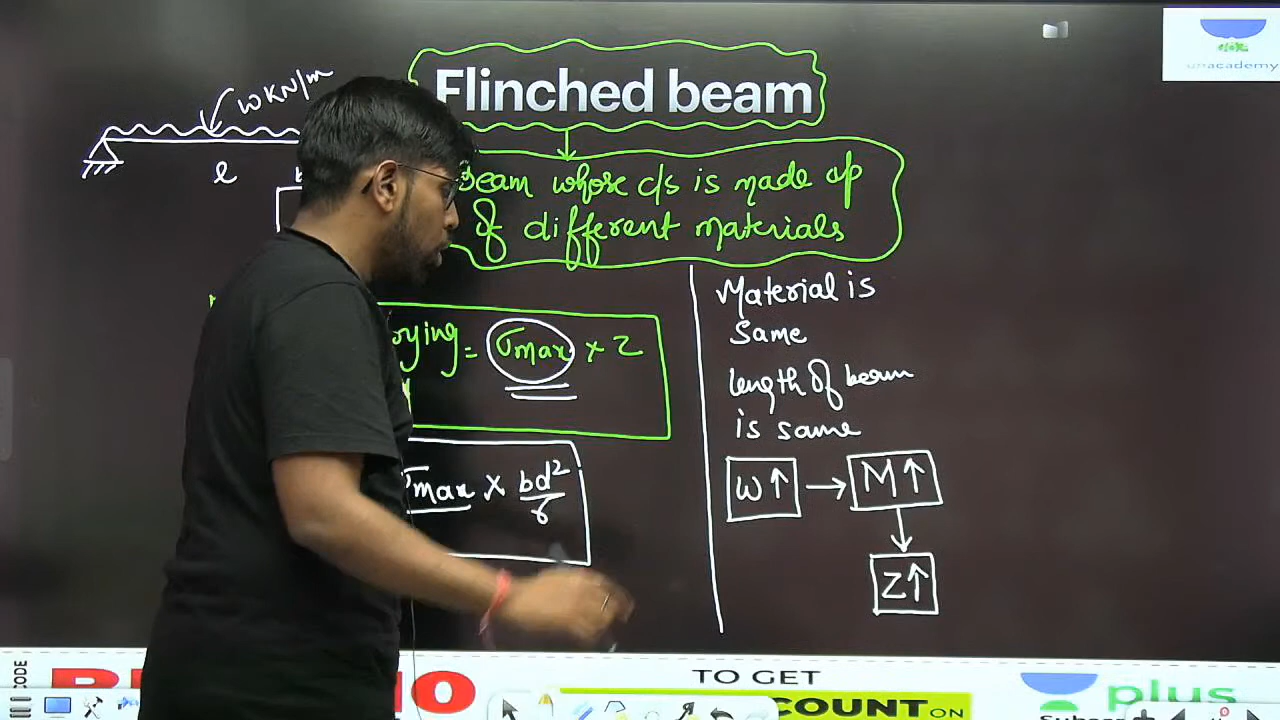 Flinched beam
unacademy
w KN/m
l
Beam whose c/s is made up
of different materials
= σmax × Z
σmax × bd²/6
Material is
same
length of beam
is same
w↑ → M↑
Z↑
CODE
TO GET
COUNT ON
plus